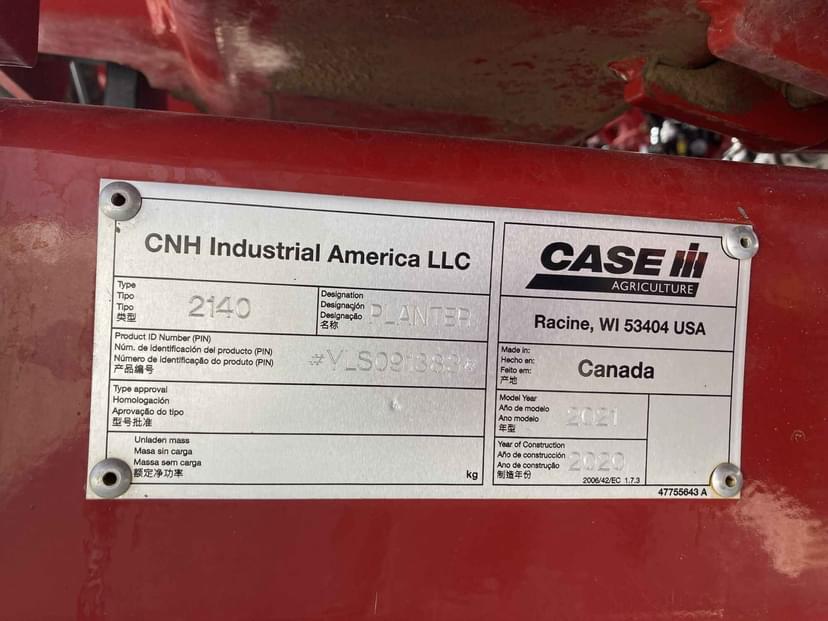 CNH Industrial America LLC
Type
Tipo
Tipo
类型
2140
Designation
Designación
Designação
名称
PLANTER
Product ID Number (PIN)
Núm. de identificación del producto (PIN)
Número de identificação do produto (PIN)
产品编号
#YLS091383#
Type approval
Homologación
Aprovação do tipo
型号批准
Unladen mass
Masa sin carga
Massa sem carga
额定净功率
kg
CASE IH
AGRICULTURE
Racine, WI 53404 USA
Made in:
Hecho en:
Feito em:
产地
Canada
Model Year
Año de modelo
Ano modelo
年型
2021
Year of Construction
Año de construcción
Ano de construção
制造年份
2020
2006/42/EC 1.7.3
47755643 A